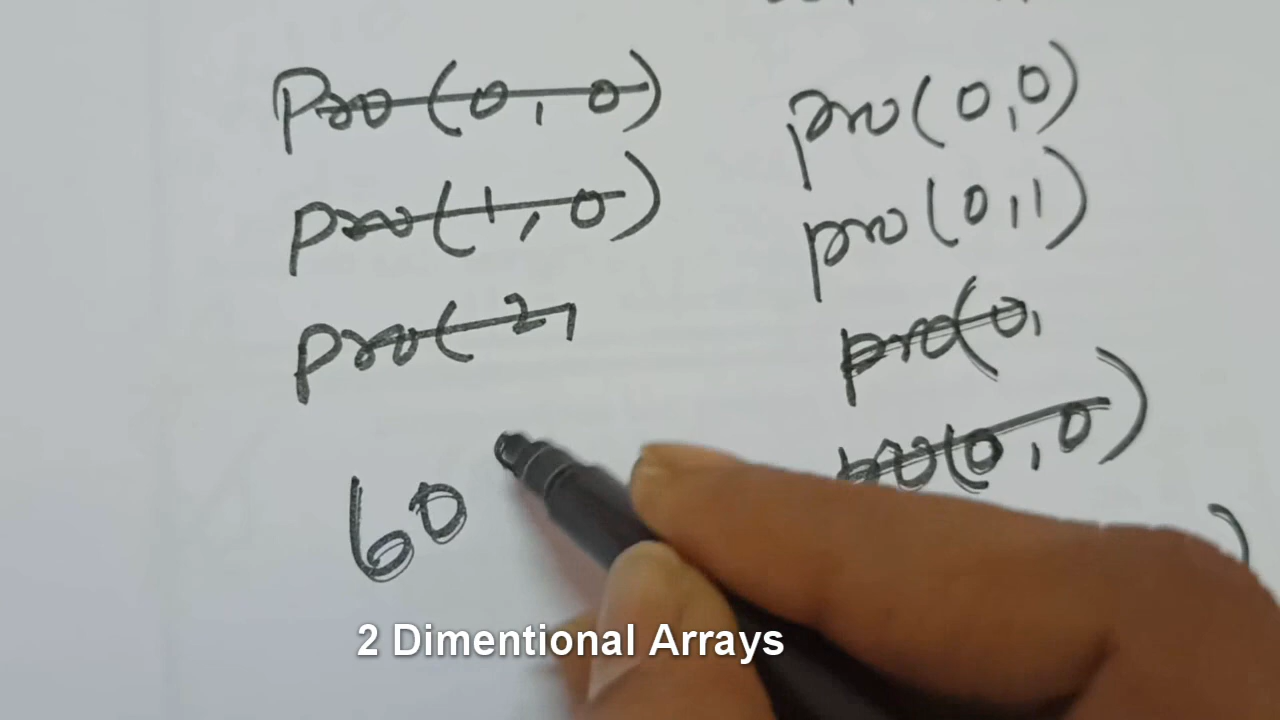 pro(0,0)
pro(1,0)
pro(2,
60
pro(0,0)
pro(0,1)
pro(0,
pro(0,0)
)
2 Dimentional Arrays